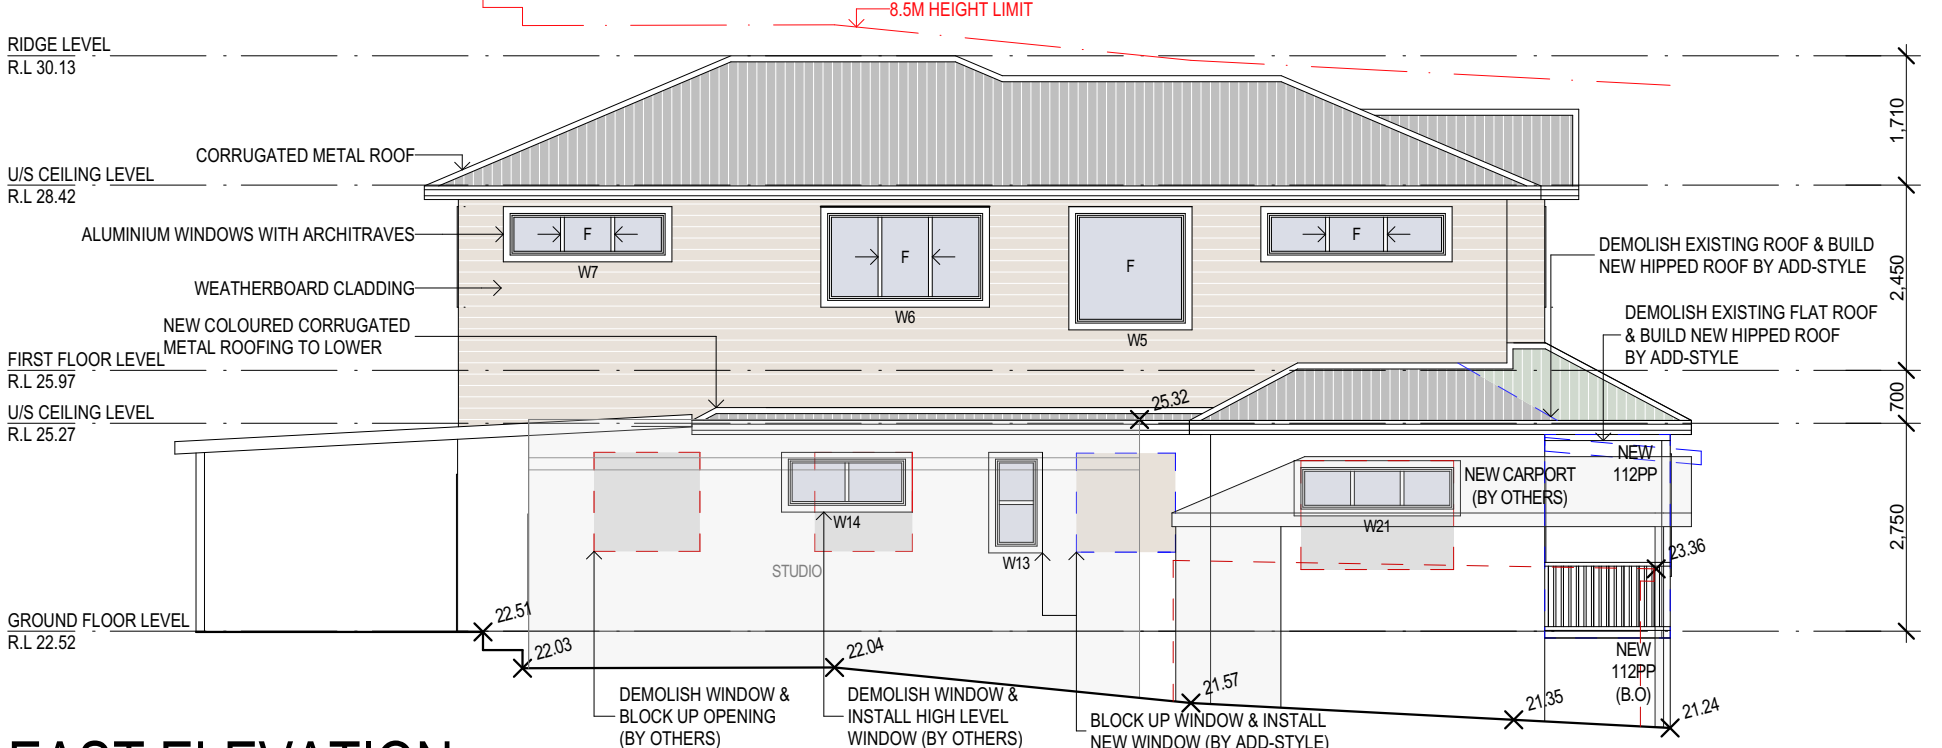 8.5M HEIGHT LIMIT
RIDGE LEVEL
R.L 30.13
1,710
CORRUGATED METAL ROOF
U/S CEILING LEVEL
R.L 28.42
ALUMINIUM WINDOWS WITH ARCHITRAVES
F
F
F
F
W7
W6
W5
WEATHERBOARD CLADDING
DEMOLISH EXISTING ROOF & BUILD
NEW HIPPED ROOF BY ADD-STYLE
2,450
NEW COLOURED CORRUGATED
METAL ROOFING TO LOWER
DEMOLISH EXISTING FLAT ROOF
& BUILD NEW HIPPED ROOF
BY ADD-STYLE
FIRST FLOOR LEVEL
R.L 25.97
700
U/S CEILING LEVEL
R.L 25.27
25.32
NEW
112PP
NEW CARPORT
(BY OTHERS)
W14
W13
W21
STUDIO
2,750
23.36
GROUND FLOOR LEVEL
R.L 22.52
22.51
22.03
22.04
21.57
21.35
21.24
NEW
112PP
(B.O)
DEMOLISH WINDOW &
BLOCK UP OPENING
(BY OTHERS)
DEMOLISH WINDOW &
INSTALL HIGH LEVEL
WINDOW (BY OTHERS)
BLOCK UP WINDOW & INSTALL
NEW WINDOW (BY ADD-STYLE)
EAST ELEVATION